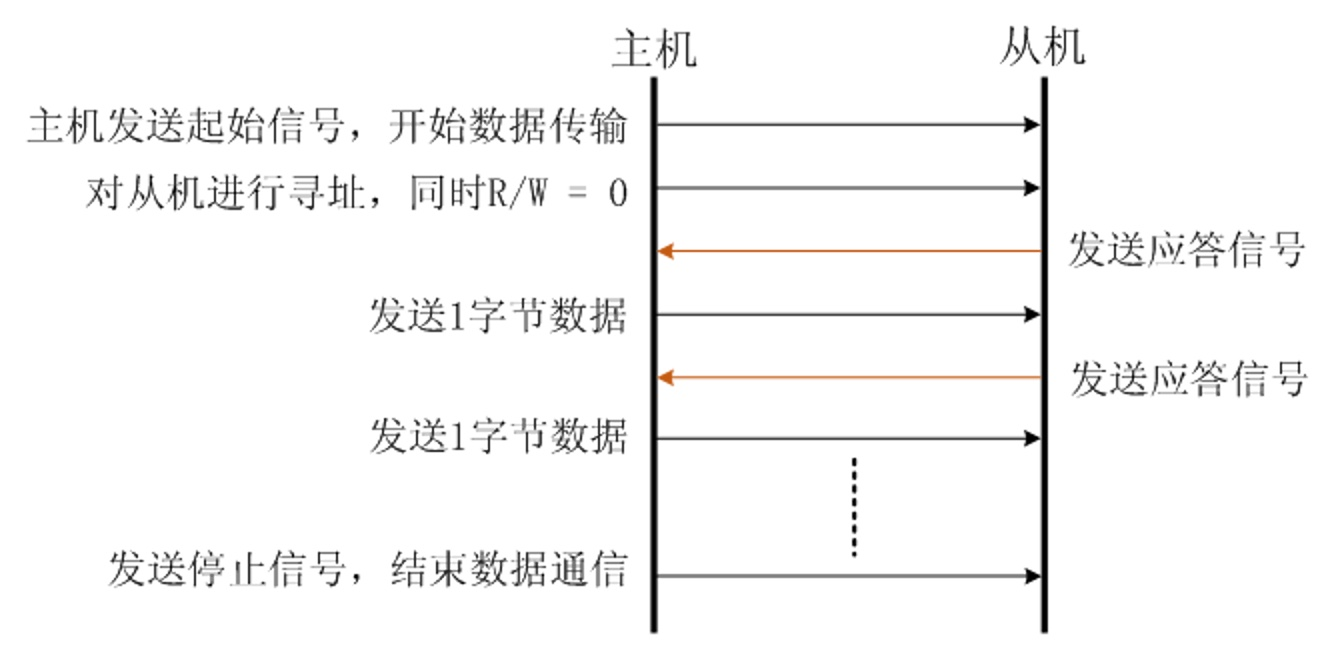 主机
从机
主机发送起始信号，开始数据传输
对从机进行寻址，同时R/W = 0
发送应答信号
发送1字节数据
发送应答信号
发送1字节数据
发送停止信号，结束数据通信